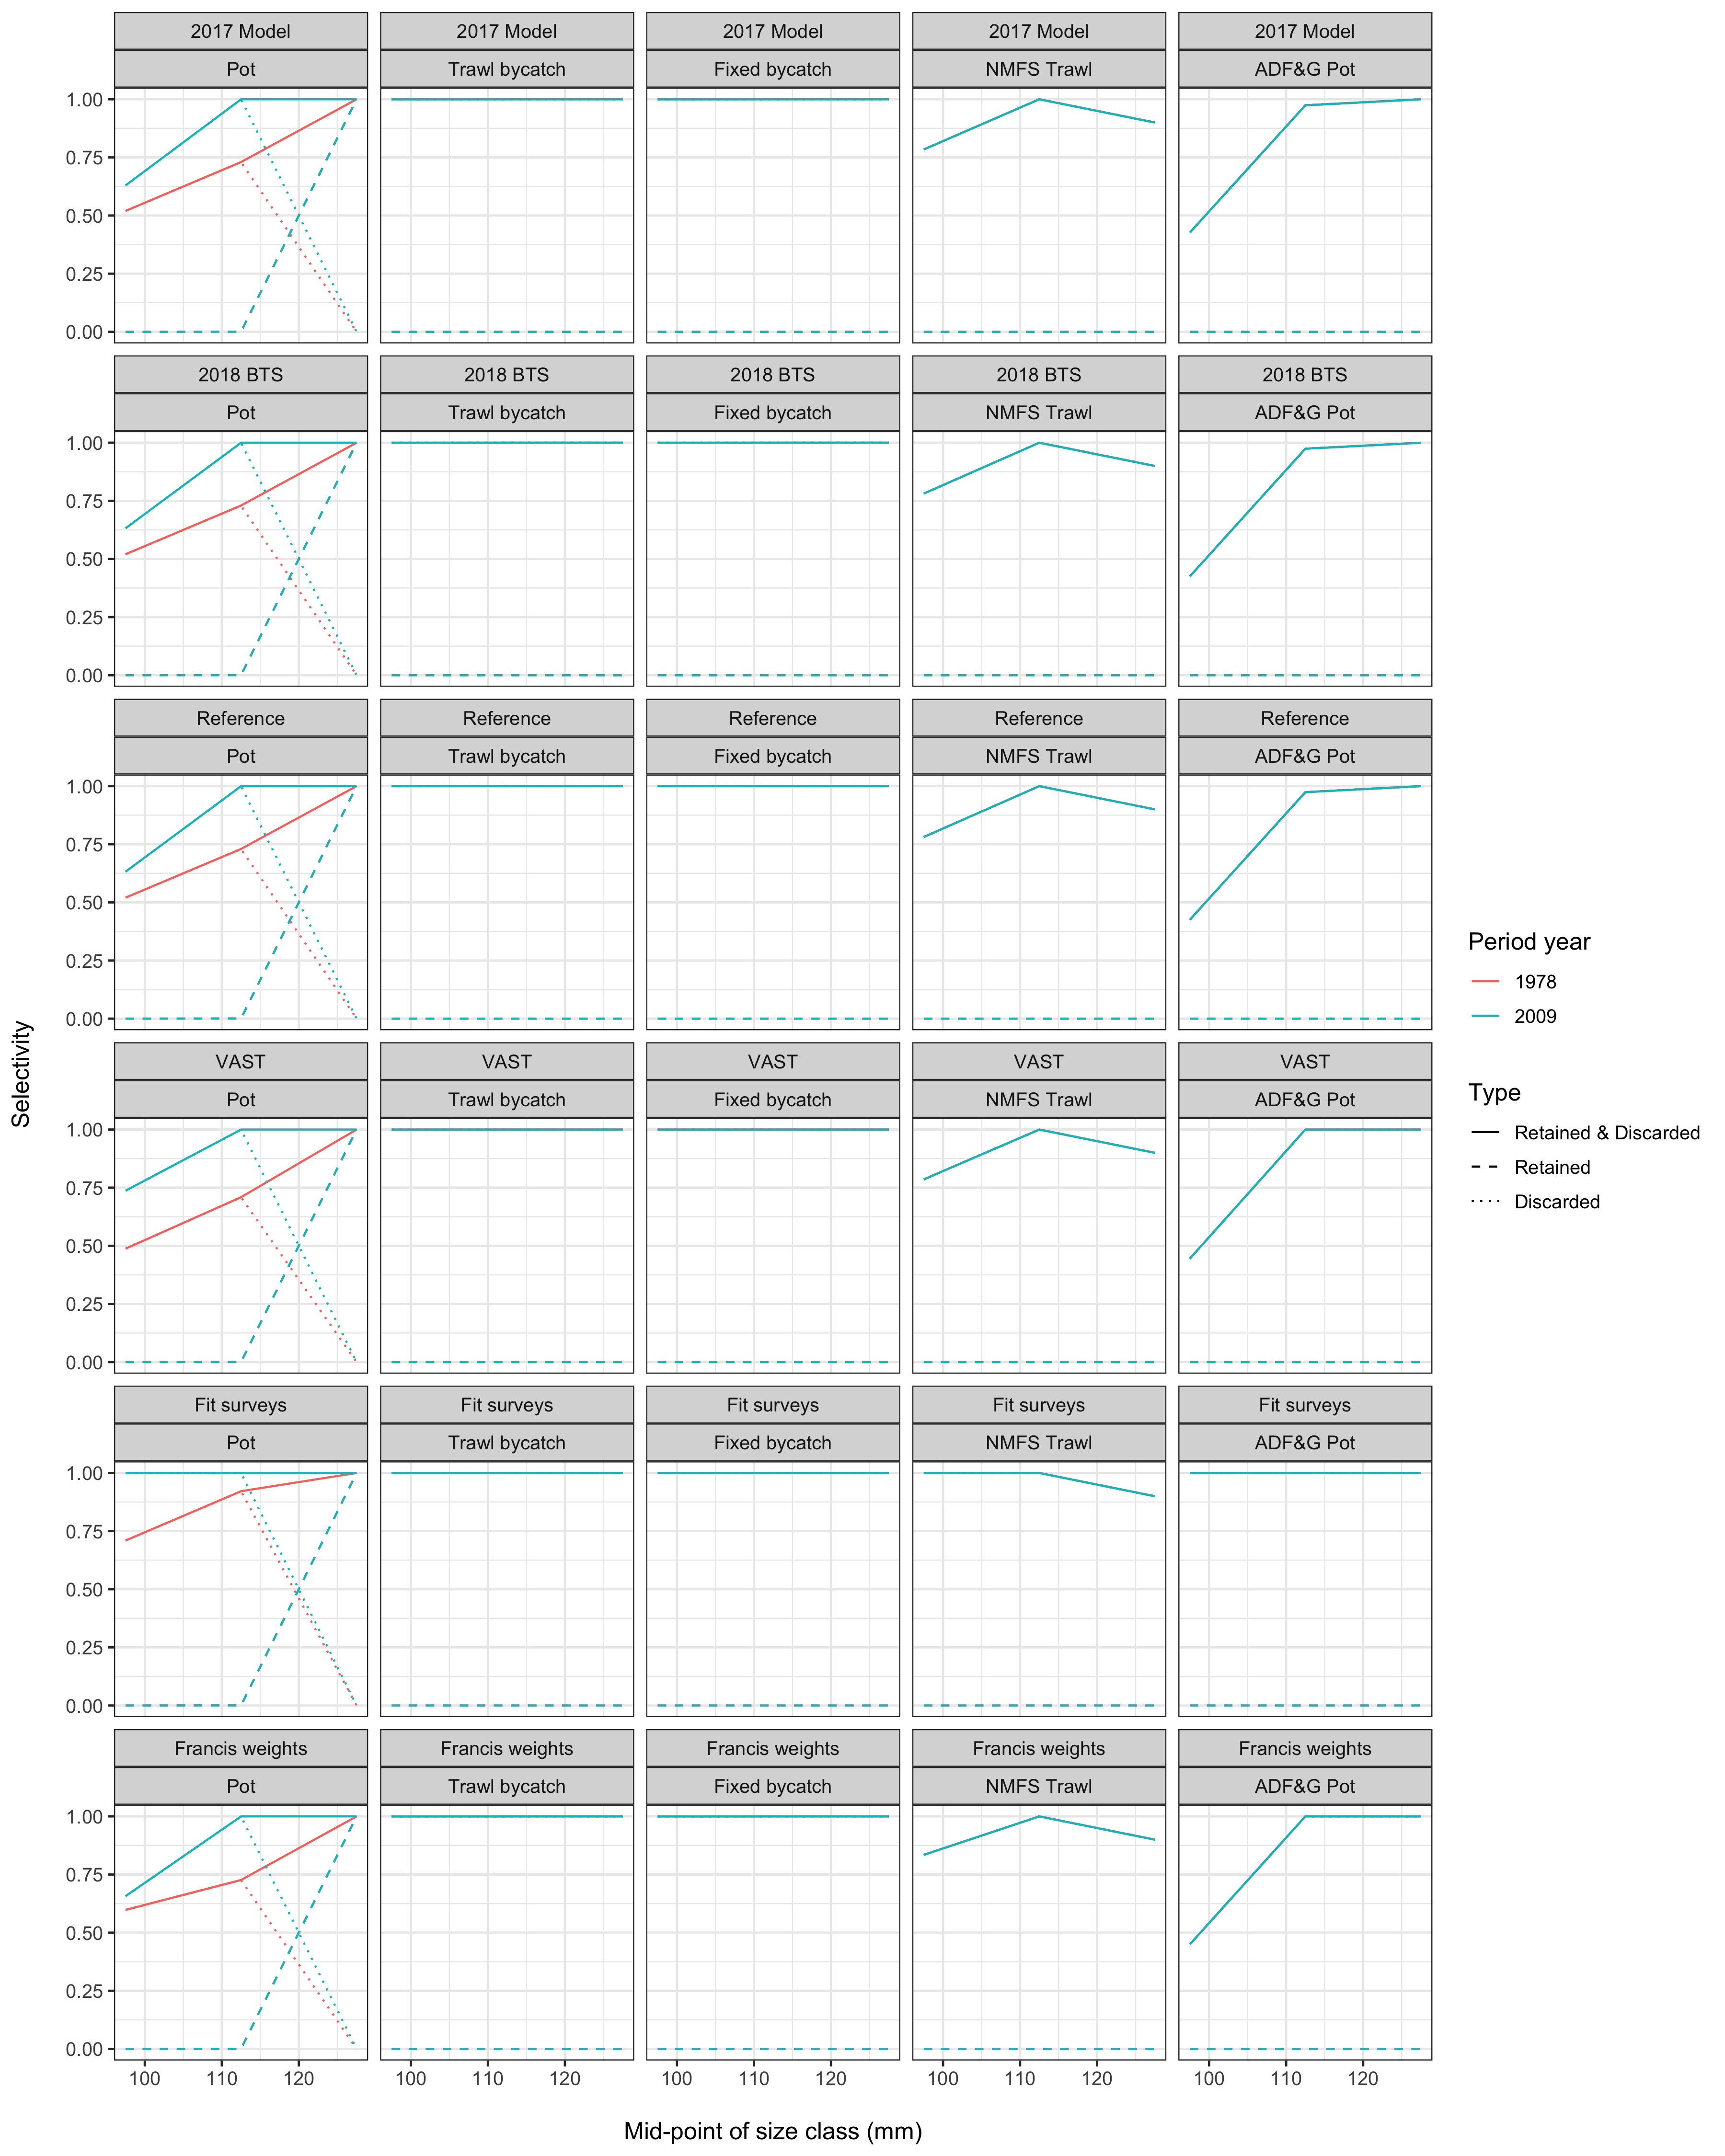 2017 Model 2017 Model 2017 Model 2017 Model 2017 Model
Pot Trawl bycatch Fixed bycatch NMFS Trawl ADF&G Pot
1.00
0.75
0.50
0.25
0.00
2018 BTS 2018 BTS 2018 BTS 2018 BTS 2018 BTS
Pot Trawl bycatch Fixed bycatch NMFS Trawl ADF&G Pot
1.00
0.75
0.50
0.25
0.00
Reference Reference Reference Reference Reference
Pot Trawl bycatch Fixed bycatch NMFS Trawl ADF&G Pot
1.00
0.75
0.50
0.25
0.00
VAST VAST VAST VAST VAST
Pot Trawl bycatch Fixed bycatch NMFS Trawl ADF&G Pot
1.00
0.75
0.50
0.25
0.00
Fit surveys Fit surveys Fit surveys Fit surveys Fit surveys
Pot Trawl bycatch Fixed bycatch NMFS Trawl ADF&G Pot
1.00
0.75
0.50
0.25
0.00
Francis weights Francis weights Francis weights Francis weights Francis weights
Pot Trawl bycatch Fixed bycatch NMFS Trawl ADF&G Pot
1.00
0.75
0.50
0.25
0.00
100 110 120 100 110 120 100 110 120 100 110 120 100 110 120
Mid-point of size class (mm)
Selectivity
Period year
1978
2009
Type
Retained & Discarded
Retained
Discarded